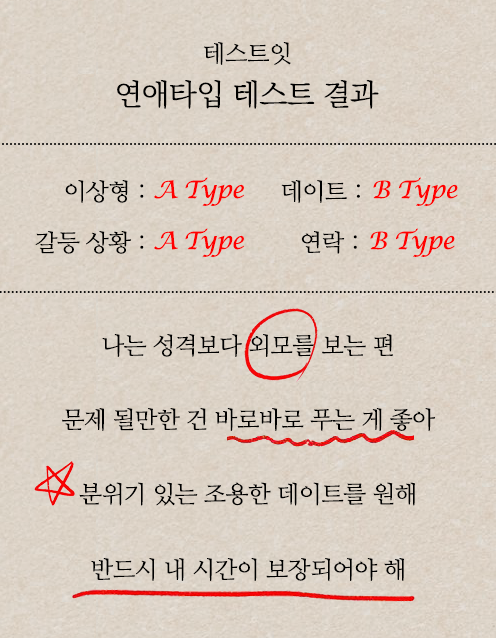 테스트잇
연애타입 테스트 결과
이상형 : A Type 데이트 : B Type
갈등 상황 : A Type 연락 : B Type
나는 성격보다 외모를 보는 편
문제 될만한 건 바로바로 푸는 게 좋아
분위기 있는 조용한 데이트를 원해
반드시 내 시간이 보장되어야 해